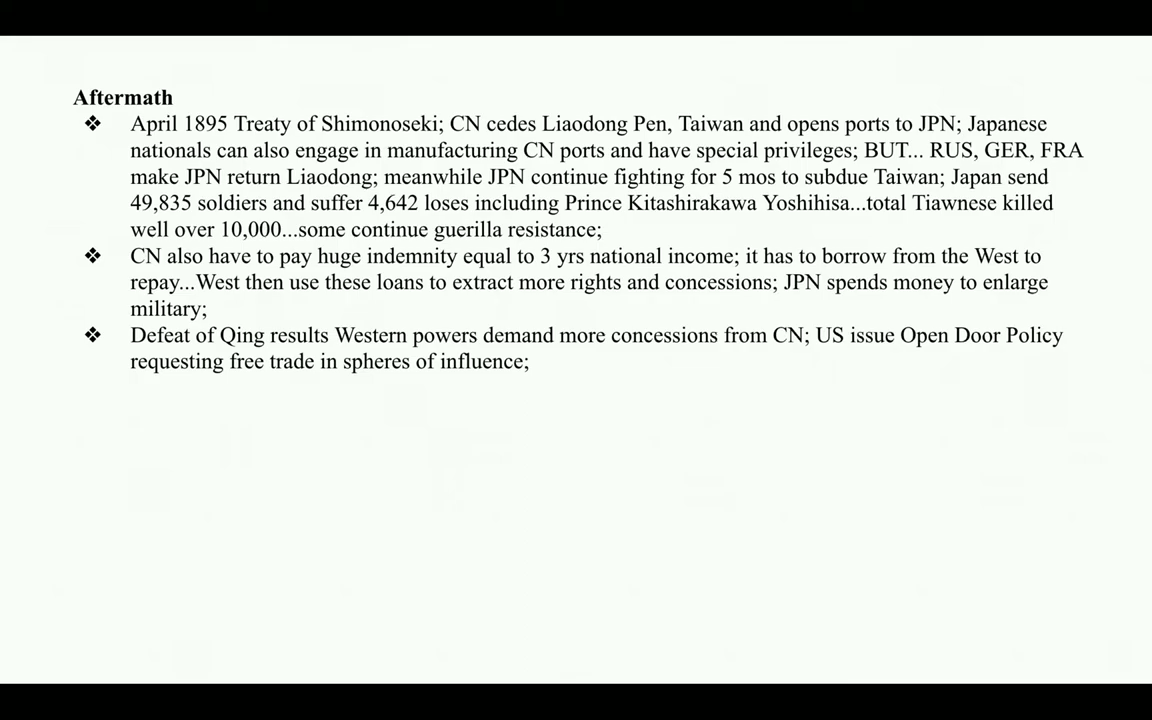 Aftermath
❖ April 1895 Treaty of Shimonoseki; CN cedes Liaodong Pen, Taiwan and opens ports to JPN; Japanese
nationals can also engage in manufacturing CN ports and have special privileges; BUT... RUS, GER, FRA
make JPN return Liaodong; meanwhile JPN continue fighting for 5 mos to subdue Taiwan; Japan send
49,835 soldiers and suffer 4,642 loses including Prince Kitashirakawa Yoshihisa...total Tiawnese killed
well over 10,000...some continue guerilla resistance;
❖ CN also have to pay huge indemnity equal to 3 yrs national income; it has to borrow from the West to
repay...West then use these loans to extract more rights and concessions; JPN spends money to enlarge
military;
❖ Defeat of Qing results Western powers demand more concessions from CN; US issue Open Door Policy
requesting free trade in spheres of influence;